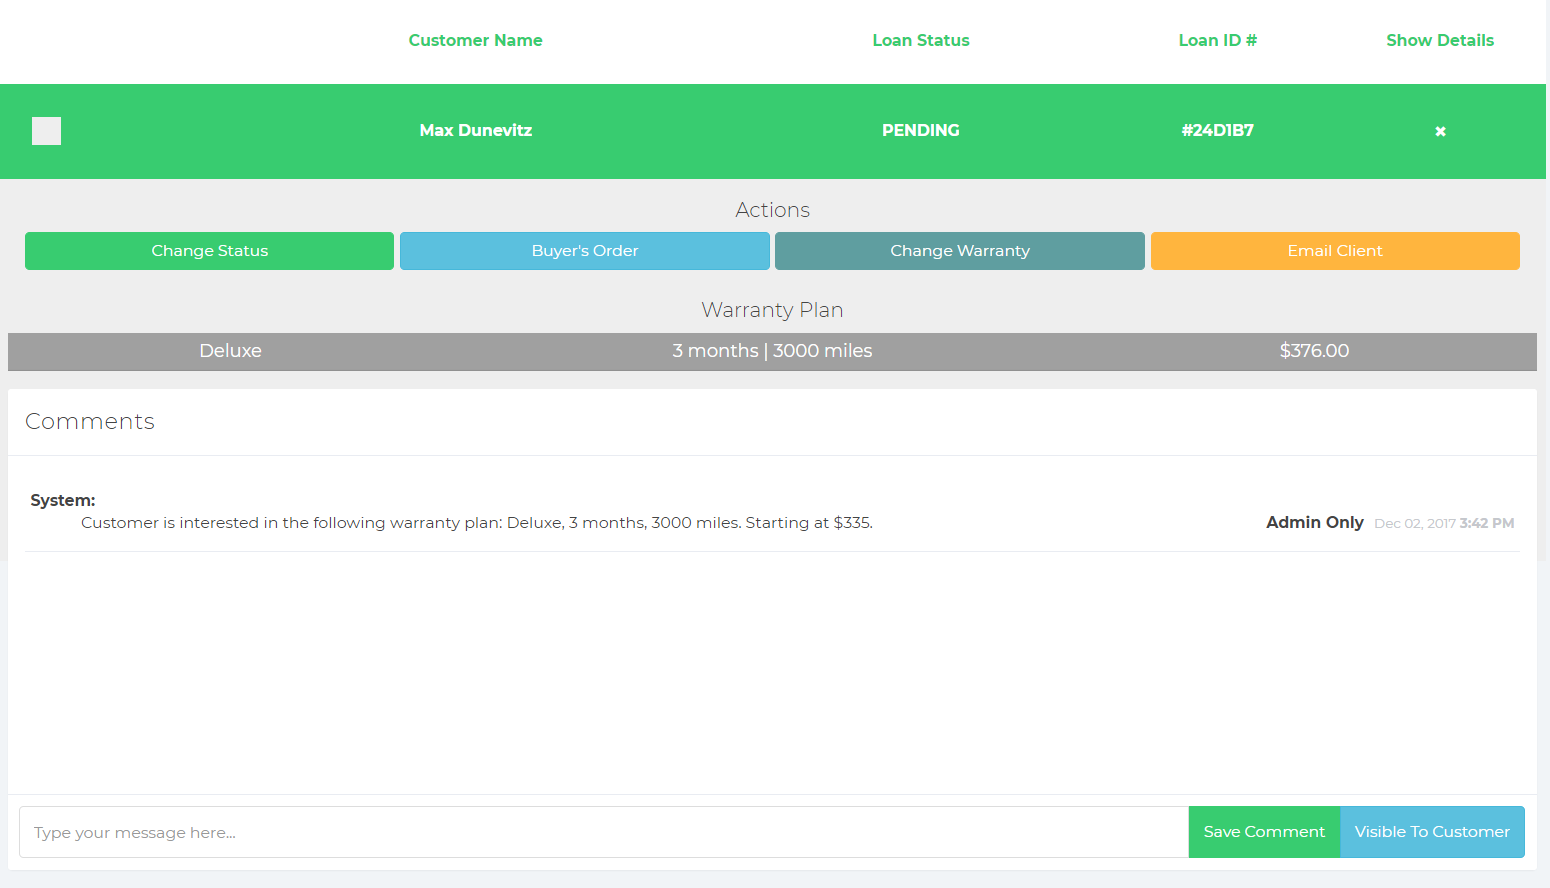 Customer Name Loan Status Loan ID # Show Details
Max Dunevitz PENDING #24D1B7 ✖
Actions
Change Status Buyer's Order Change Warranty Email Client
Warranty Plan
Deluxe 3 months | 3000 miles $376.00
Comments
System:
Customer is interested in the following warranty plan: Deluxe, 3 months, 3000 miles. Starting at $335. Admin Only Dec 02, 2017 3:42 PM
Type your message here... Save Comment Visible To Customer